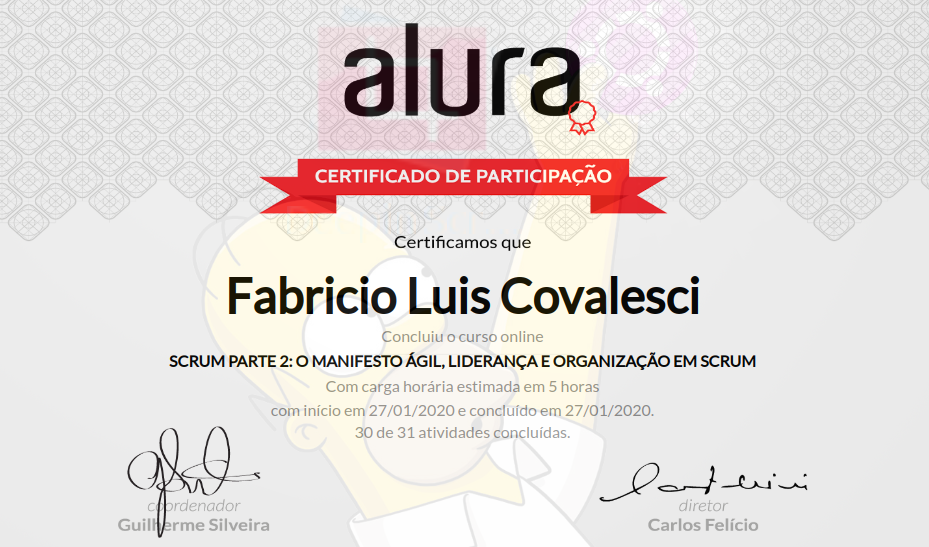 alura
CERTIFICADO DE PARTICIPAÇÃO
Certificamos que
Fabricio Luis Covalesci
Concluiu o curso online
SCRUM PARTE 2: O MANIFESTO ÁGIL, LIDERANÇA E ORGANIZAÇÃO EM SCRUM
Com carga horária estimada em 5 horas
com início em 27/01/2020 e concluído em 27/01/2020.
30 de 31 atividades concluídas.
coordenador
Guilherme Silveira
diretor
Carlos Felício